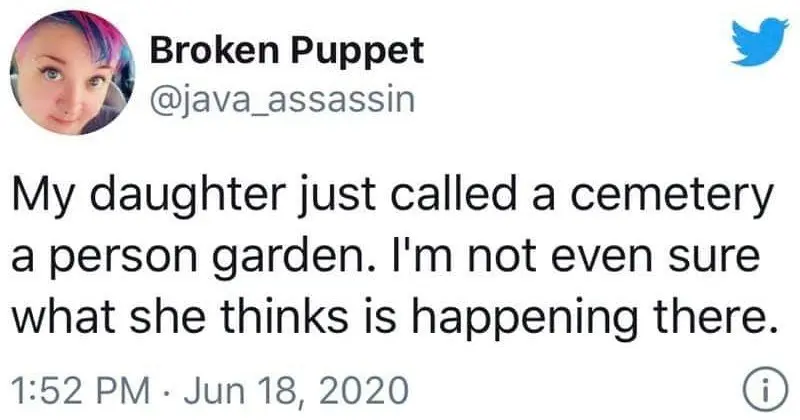 Broken Puppet
@java_assassin
My daughter just called a cemetery
a person garden. I'm not even sure
what she thinks is happening there.
1:52 PM · Jun 18, 2020